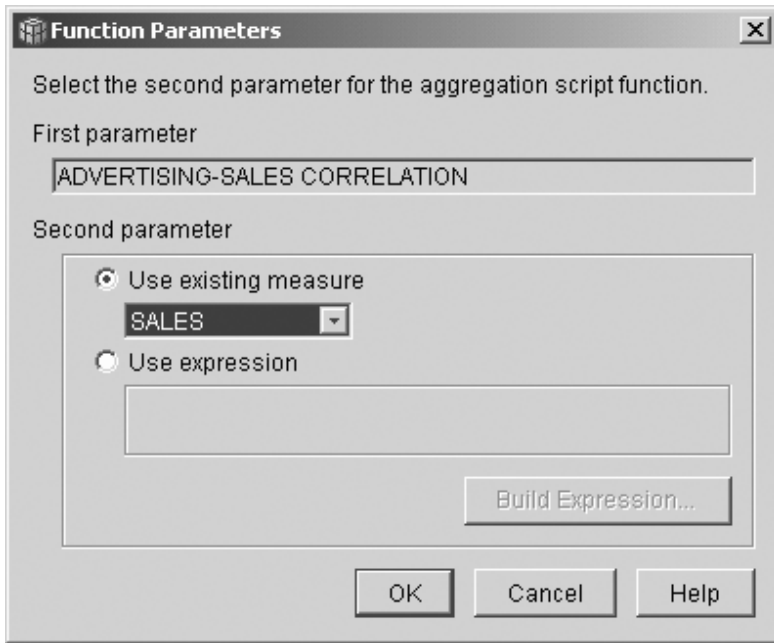 Function Parameters
Select the second parameter for the aggregation script function.
First parameter
ADVERTISING-SALES CORRELATION
Second parameter
Use existing measure
SALES
Use expression
Build Expression...
OK Cancel Help